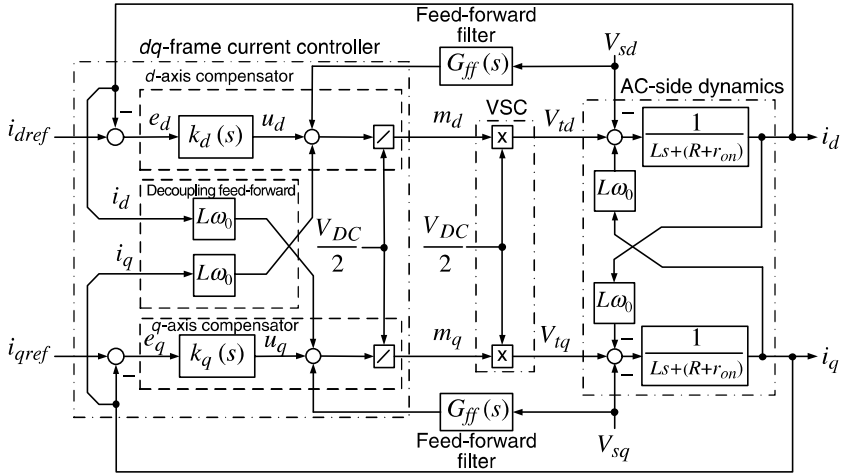 Feed-forward
filter
G_ff(s)
V_sd
dq-frame current controller
d-axis compensator
AC-side dynamics
VSC
i_dref
−
e_d
k_d(s)
u_d
/
m_d
x
V_td
−
1
Ls+(R+r_on)
i_d
Decoupling feed-forward
i_d
Lω_0
i_q
Lω_0
V_DC
2
V_DC
2
Lω_0
Lω_0
q-axis compensator
i_qref
−
e_q
k_q(s)
u_q
/
m_q
x
V_tq
−
−
1
Ls+(R+r_on)
i_q
G_ff(s)
Feed-forward
filter
V_sq